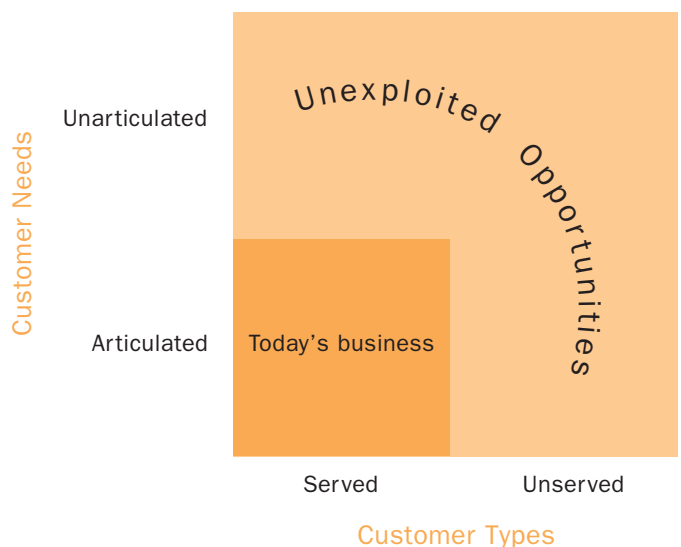 Unexploited Opportunities
Unarticulated
Customer Needs
Articulated
Today’s business
Served
Unserved
Customer Types